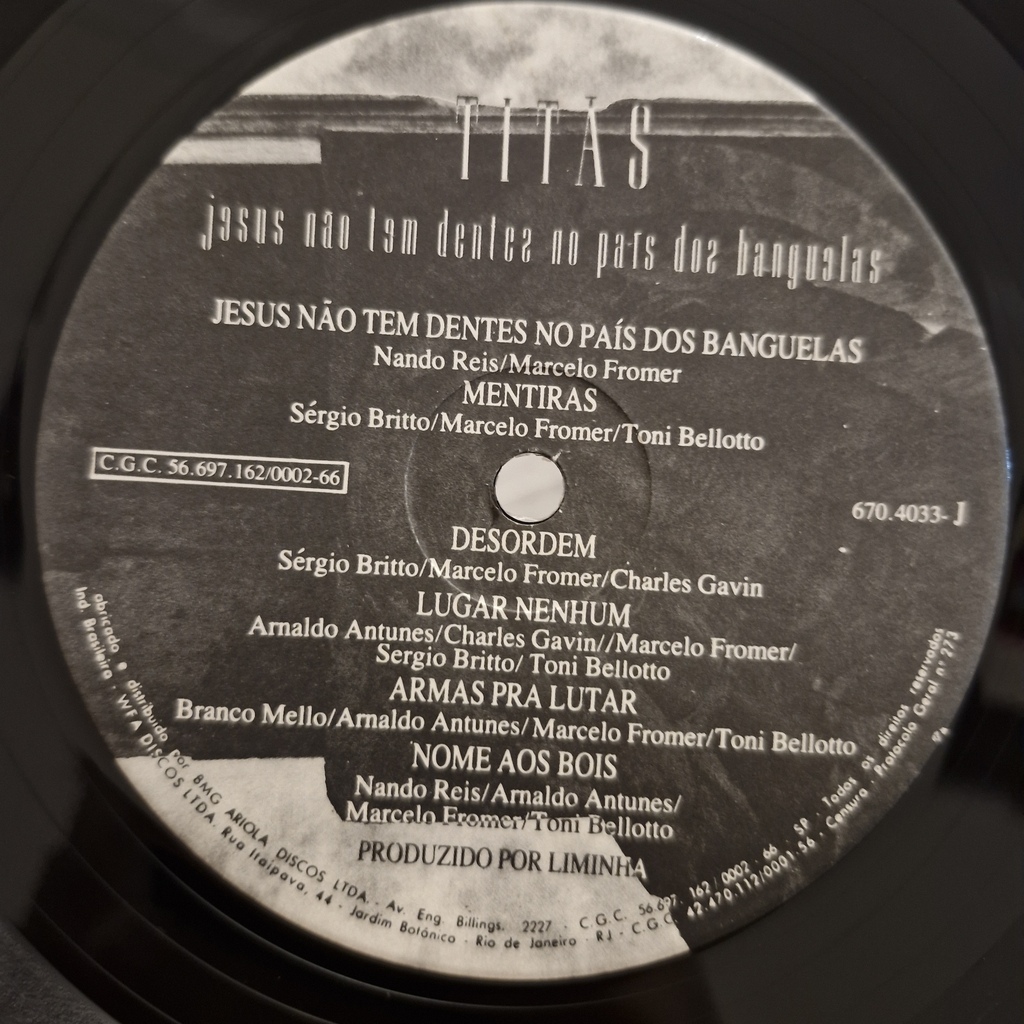 TITÃS
jesus não tem dentes no país dos banguelas
JESUS NÃO TEM DENTES NO PAÍS DOS BANGUELAS
Nando Reis/Marcelo Fromer
MENTIRAS
Sérgio Britto/Marcelo Fromer/Toni Bellotto
C.G.C. 56.697.162/0002-66
670.4033-J
DESORDEM
Sérgio Britto/Marcelo Fromer/Charles Gavin
LUGAR NENHUM
Arnaldo Antunes/Charles Gavin//Marcelo Fromer/
Sergio Britto/ Toni Bellotto
ARMAS PRA LUTAR
Branco Mello/Arnaldo Antunes/Marcelo Fromer/Toni Bellotto
NOME AOS BOIS
Nando Reis/Arnaldo Antunes/
Marcelo Fromer/Toni Bellotto
PRODUZIDO POR LIMINHA
abricado e distribuido Por BMG ARIOLA DISCOS LTDA. - Av. Eng. Billings. 2227 - C.G.C. 56.697. 162 / 0002 - 66 SP. Todos os direitos reservados
Ind. Brasileira - WFA DISCOS LTDA. Rua Itaipava, 44 - Jardim Botânico - Rio de Janeiro - RJ - C.G.C. 42.470.112/0001-56 - Censura - Protocolo Geral nº 273